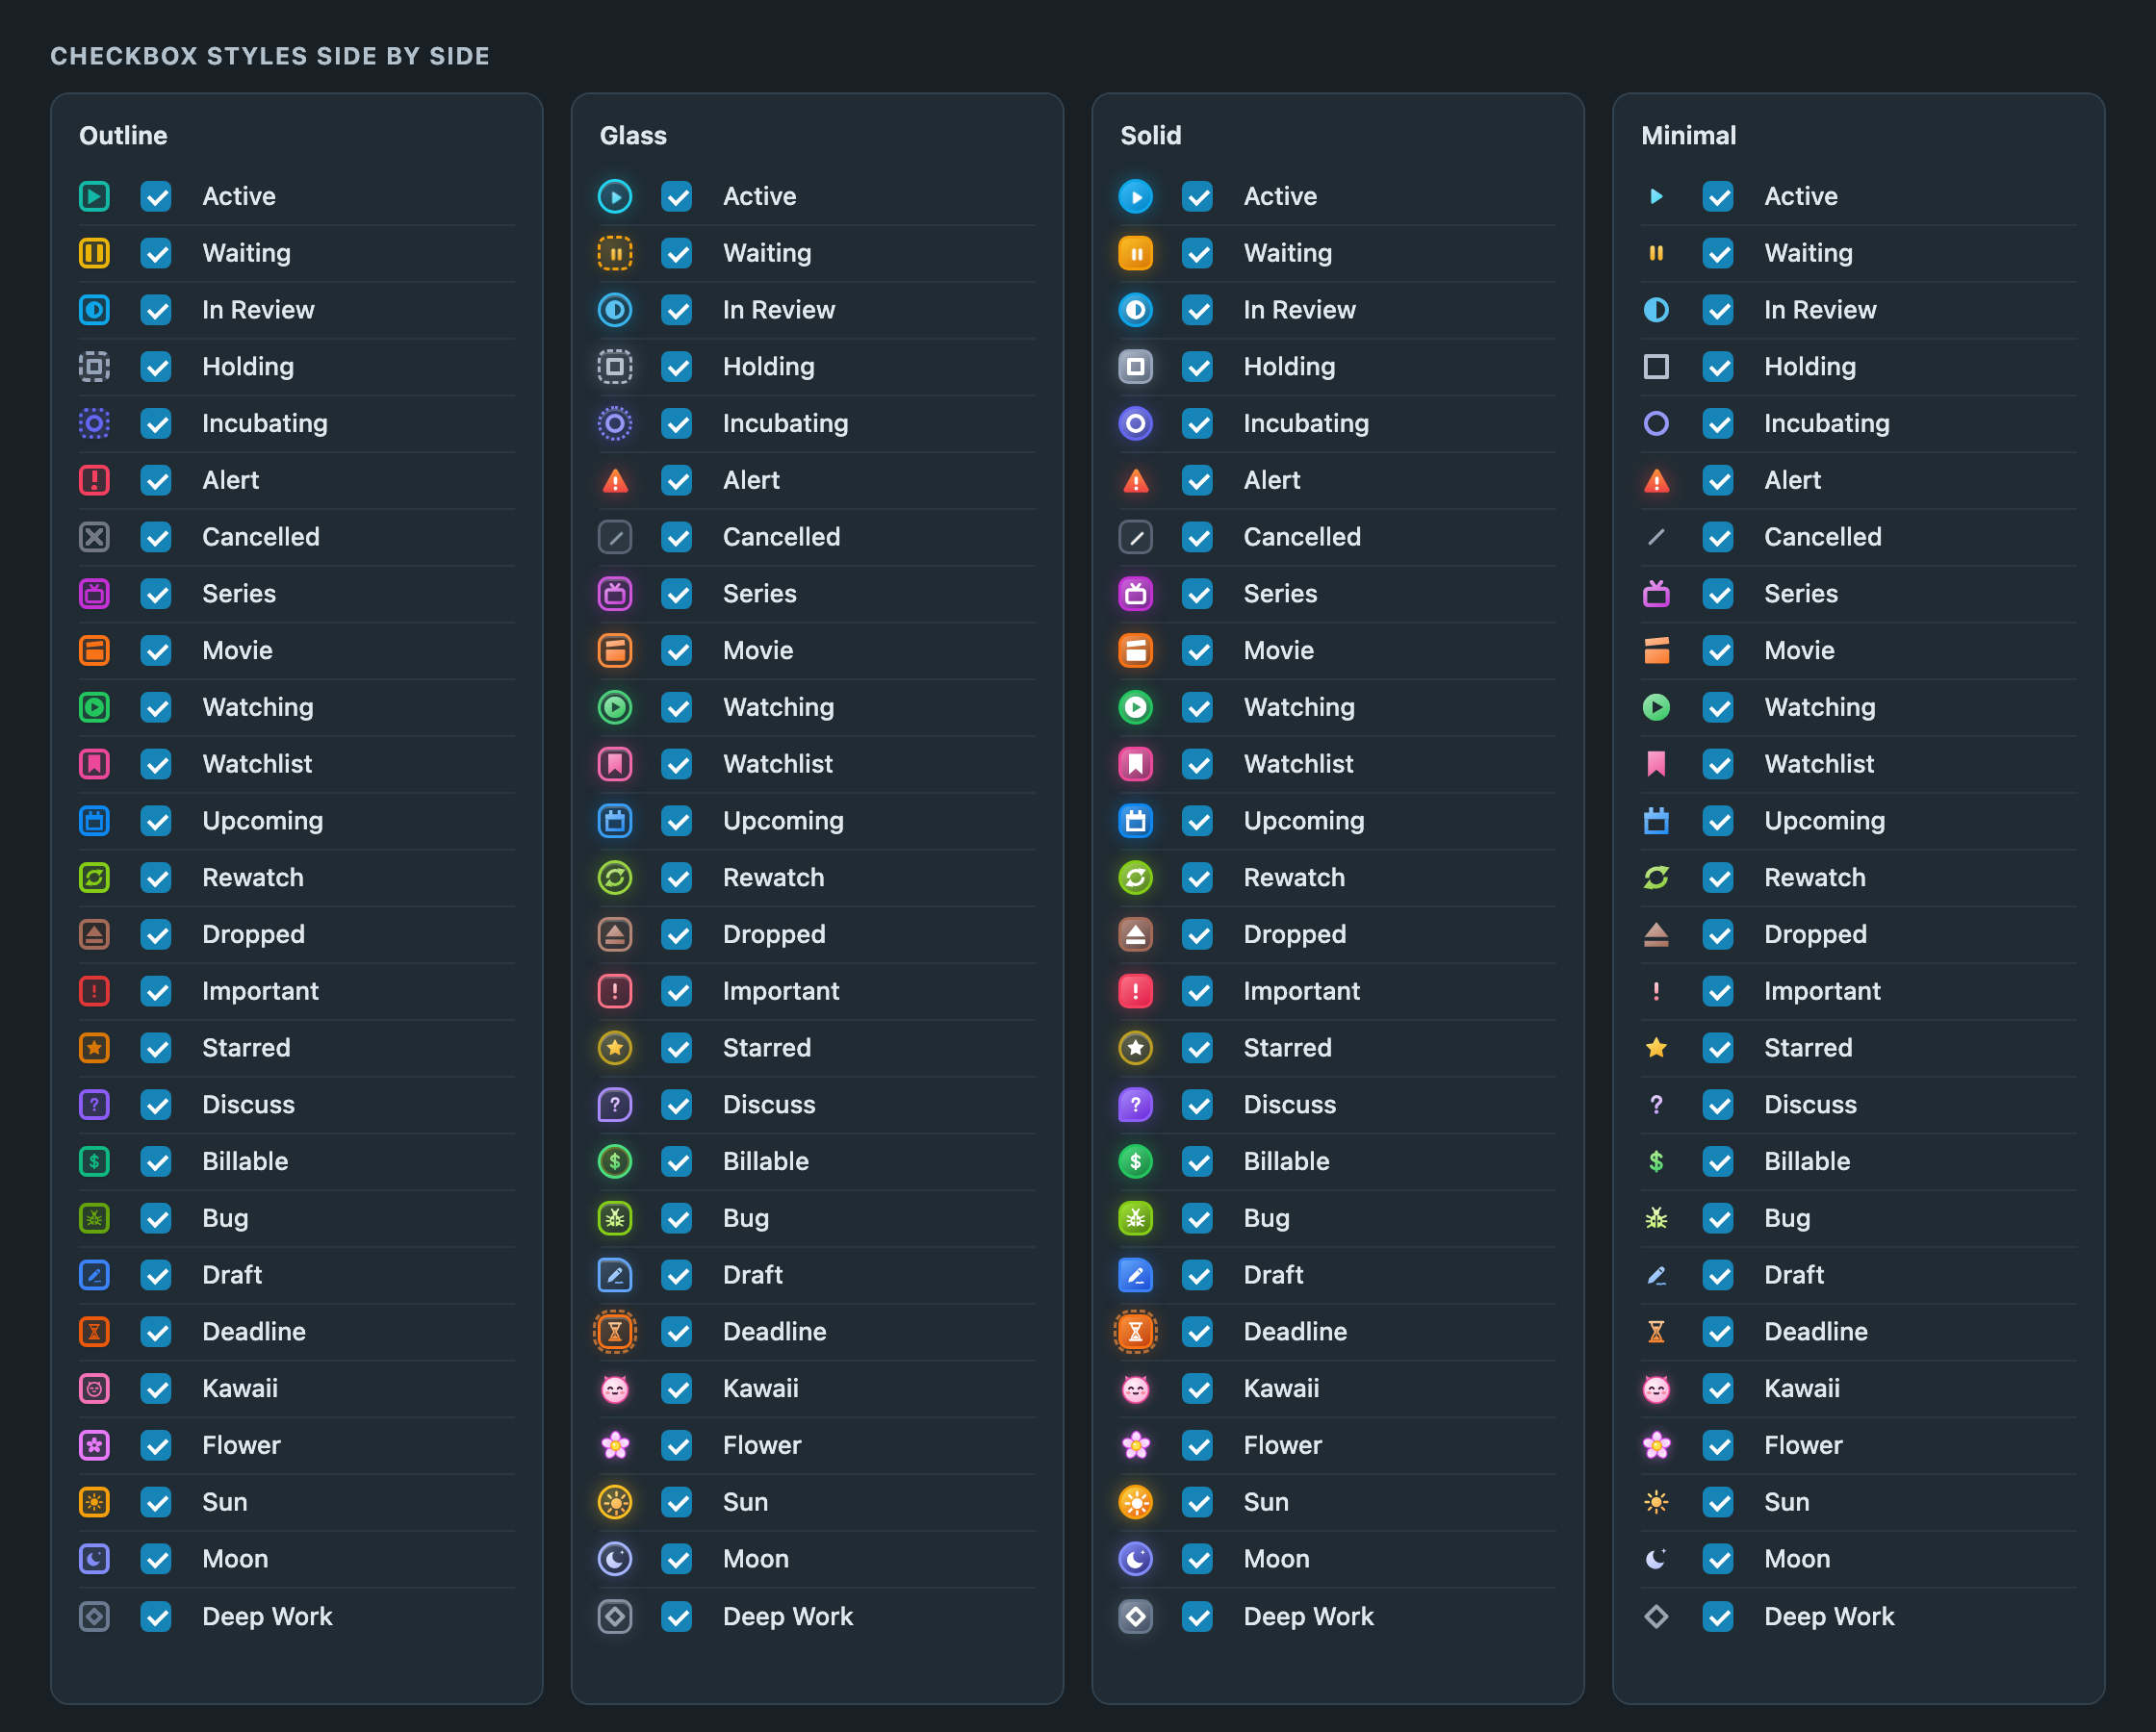 CHECKBOX STYLES SIDE BY SIDE
Outline
Active
Waiting
In Review
Holding
Incubating
Alert
Cancelled
Series
Movie
Watching
Watchlist
Upcoming
Rewatch
Dropped
Important
Starred
Discuss
Billable
Bug
Draft
Deadline
Kawaii
Flower
Sun
Moon
Deep Work
Glass
Active
Waiting
In Review
Holding
Incubating
Alert
Cancelled
Series
Movie
Watching
Watchlist
Upcoming
Rewatch
Dropped
Important
Starred
Discuss
Billable
Bug
Draft
Deadline
Kawaii
Flower
Sun
Moon
Deep Work
Solid
Active
Waiting
In Review
Holding
Incubating
Alert
Cancelled
Series
Movie
Watching
Watchlist
Upcoming
Rewatch
Dropped
Important
Starred
Discuss
Billable
Bug
Draft
Deadline
Kawaii
Flower
Sun
Moon
Deep Work
Minimal
Active
Waiting
In Review
Holding
Incubating
Alert
Cancelled
Series
Movie
Watching
Watchlist
Upcoming
Rewatch
Dropped
Important
Starred
Discuss
Billable
Bug
Draft
Deadline
Kawaii
Flower
Sun
Moon
Deep Work